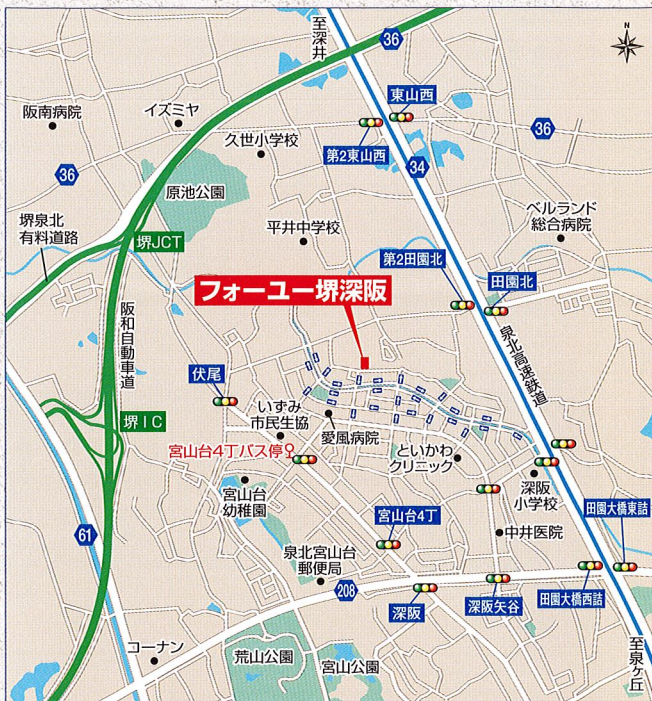 至深井
36
N
東山西
阪南病院
イズミヤ
久世小学校
第2東山西
36
34
36
原池公園
ベルランド
総合病院
堺泉北
有料道路
堺JCT
平井中学校
第2田園北
田園北
フォーユー堺深阪
阪和自動車道
泉北高速鉄道
伏尾
いずみ
市民生協
愛風病院
堺IC
宮山台4丁バス停
といかわ
クリニック
深阪
小学校
宮山台
幼稚園
宮山台4丁
中井医院
田園大橋東詰
61
泉北宮山台
郵便局
208
深阪
深阪矢谷
田園大橋西詰
コーナン
荒山公園
宮山公園
至泉ヶ丘